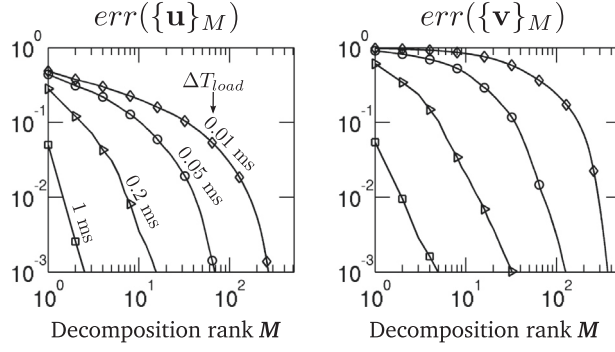 err({u}_M) err({v}_M)
10^0 10^0
ΔT_load
10^-1 10^-1
0.01 ms
0.05 ms
10^-2 10^-2
0.2 ms
1 ms
10^-3 10^-3
10^0 10^1 10^2 10^0 10^1 10^2
Decomposition rank M Decomposition rank M